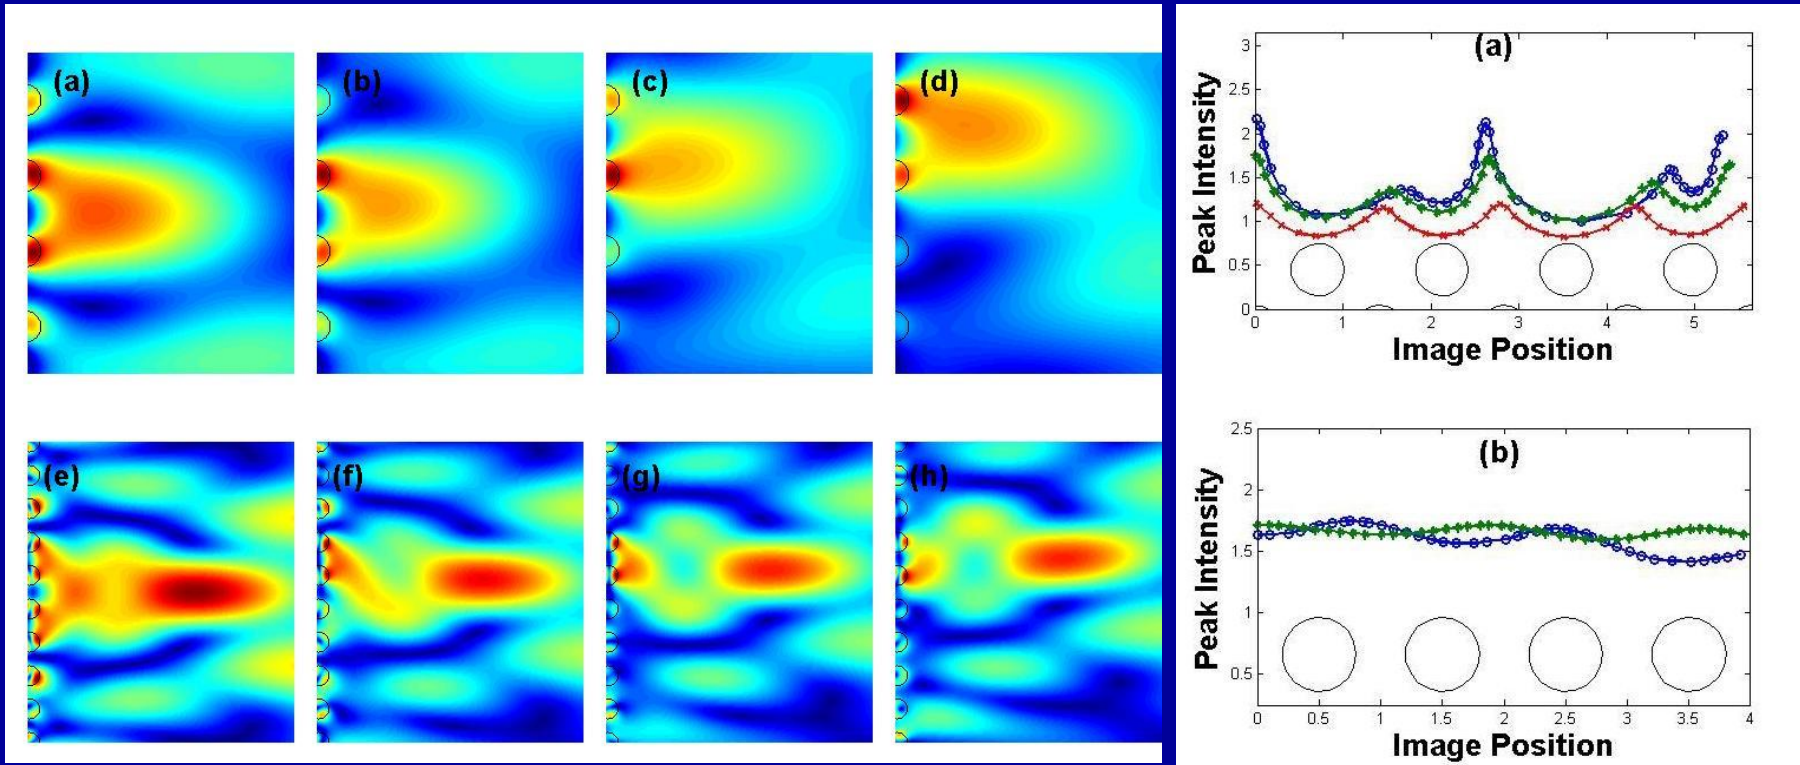 (a)
(b)
(c)
(d)
(e)
(f)
(g)
(h)
(a)
Peak Intensity
3
2.5
2
1.5
1
0.5
0
0 1 2 3 4 5
Image Position
(b)
Peak Intensity
2.5
2
1.5
1
0.5
0 0.5 1 1.5 2 2.5 3 3.5 4
Image Position